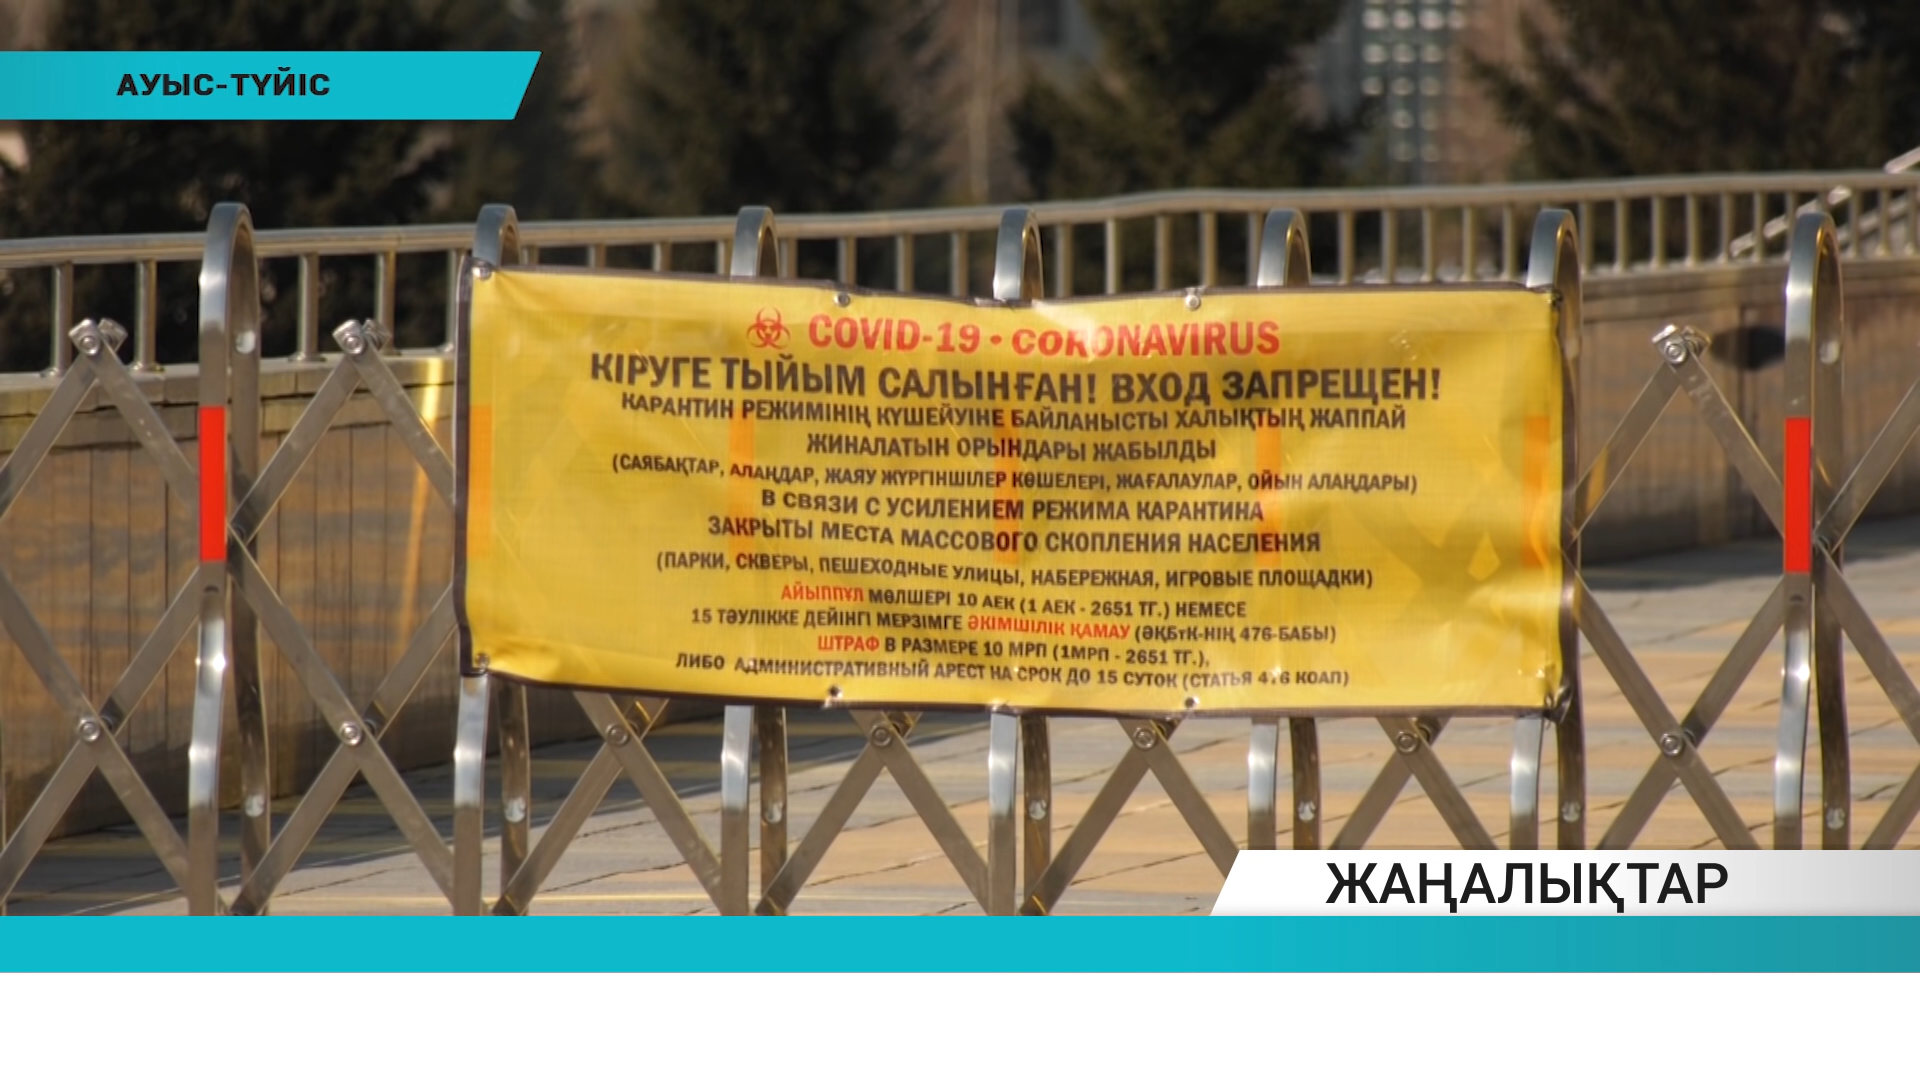 АУЫС-ТҮЙІС
COVID-19 • CORONAVIRUS
КІРУГЕ ТЫЙЫМ САЛЫНҒАН! ВХОД ЗАПРЕЩЕН!
КАРАНТИН РЕЖИМІНІҢ КҮШЕЙУІНЕ БАЙЛАНЫСТЫ ХАЛЫҚТЫҢ ЖАППАЙ
ЖИНАЛАТЫН ОРЫНДАРЫ ЖАБЫЛДЫ
(САЯБАҚТАР, АЛАҢДАР, ЖАЯУ ЖҮРГІНШІЛЕР КӨШЕЛЕРІ, ЖАҒАЛАУЛАР, ОЙЫН АЛАҢДАРЫ)
В СВЯЗИ С УСИЛЕНИЕМ РЕЖИМА КАРАНТИНА
ЗАКРЫТЫ МЕСТА МАССОВОГО СКОПЛЕНИЯ НАСЕЛЕНИЯ
(ПАРКИ, СКВЕРЫ, ПЕШЕХОДНЫЕ УЛИЦЫ, НАБЕРЕЖНАЯ, ИГРОВЫЕ ПЛОЩАДКИ)
АЙЫППҰЛ МӨЛШЕРІ 10 АЕК (1 АЕК - 2651 ТГ.) НЕМЕСЕ
15 ТӘУЛІККЕ ДЕЙІНГІ МЕРЗІМГЕ ӘКІМШІЛІК ҚАМАУ (ӘҚБтК-НІҢ 476-БАБЫ)
ШТРАФ В РАЗМЕРЕ 10 МРП (1МРП - 2651 ТГ.),
ЛИБО АДМИНИСТРАТИВНЫЙ АРЕСТ НА СРОК ДО 15 СУТОК (СТАТЬЯ 476 КОАП)
ЖАҢАЛЫҚТАР